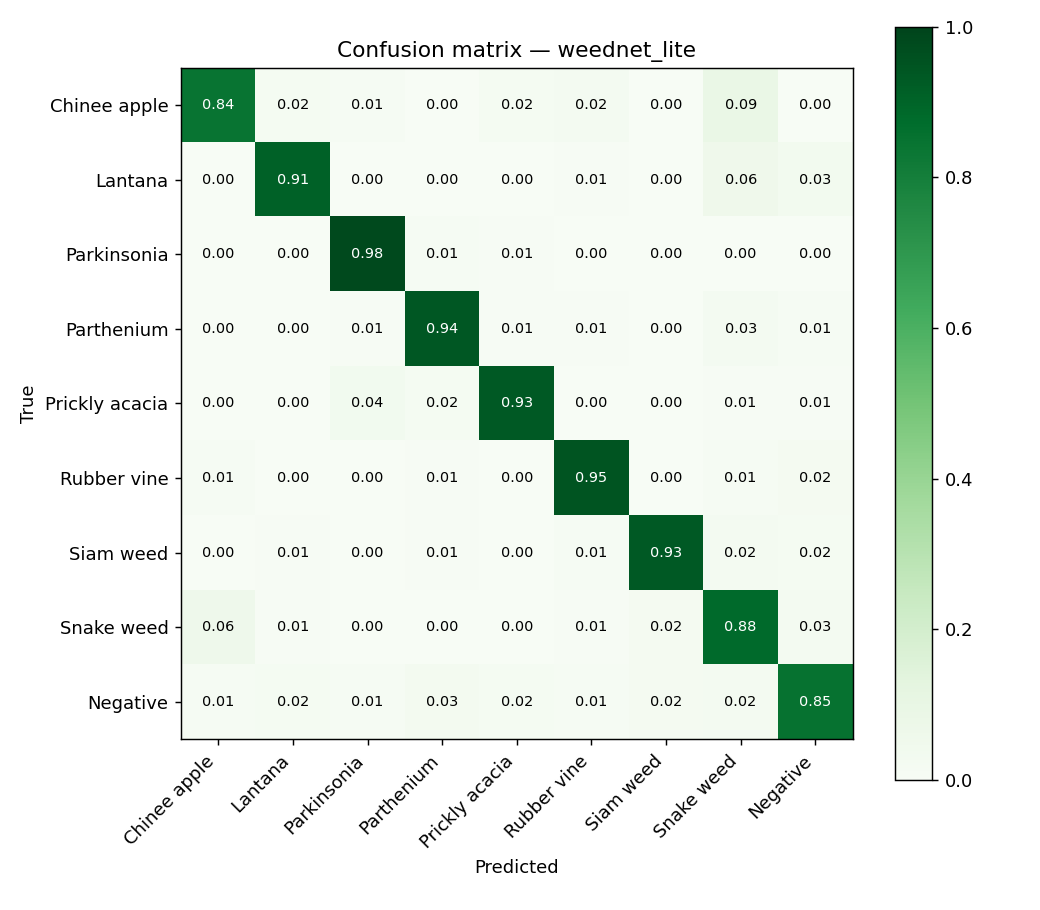 Confusion matrix — weednet_lite
Chinee apple 0.84 0.02 0.01 0.00 0.02 0.02 0.00 0.09 0.00
Lantana 0.00 0.91 0.00 0.00 0.00 0.01 0.00 0.06 0.03
Parkinsonia 0.00 0.00 0.98 0.01 0.01 0.00 0.00 0.00 0.00
Parthenium 0.00 0.00 0.01 0.94 0.01 0.01 0.00 0.03 0.01
Prickly acacia 0.00 0.00 0.04 0.02 0.93 0.00 0.00 0.01 0.01
Rubber vine 0.01 0.00 0.00 0.01 0.00 0.95 0.00 0.01 0.02
Siam weed 0.00 0.01 0.00 0.01 0.00 0.01 0.93 0.02 0.02
Snake weed 0.06 0.01 0.00 0.00 0.00 0.01 0.02 0.88 0.03
Negative 0.01 0.02 0.01 0.03 0.02 0.01 0.02 0.02 0.85
True
Chinee apple Lantana Parkinsonia Parthenium Prickly acacia Rubber vine Siam weed Snake weed Negative
Predicted
1.0
0.8
0.6
0.4
0.2
0.0